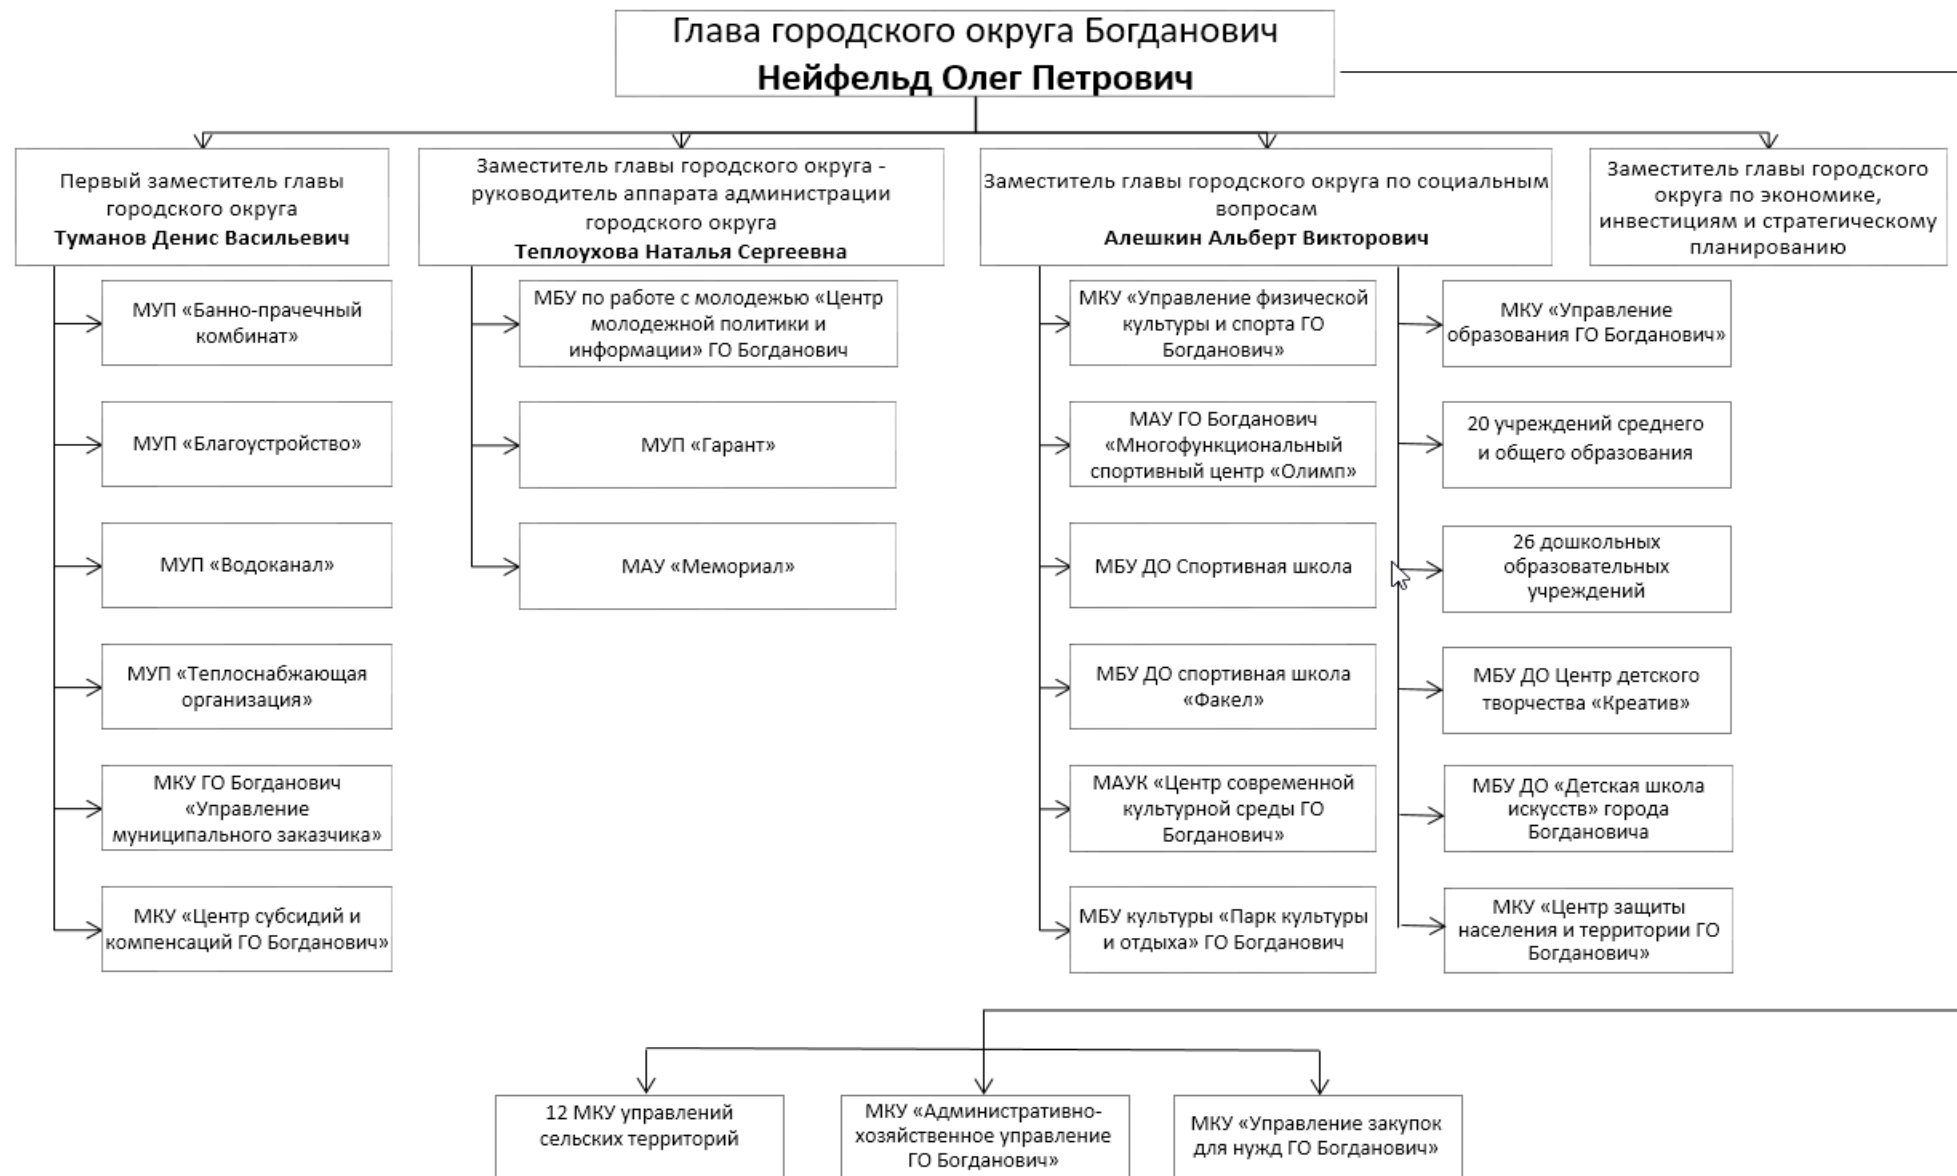 Глава городского округа Богданович
Нейфельд Олег Петрович
Первый заместитель главы
городского округа
Туманов Денис Васильевич
Заместитель главы городского округа -
руководитель аппарата администрации
городского округа
Теплоухова Наталья Сергеевна
Заместитель главы городского округа по социальным
вопросам
Алешкин Альберт Викторович
Заместитель главы городского
округа по экономике,
инвестициям и стратегическому
планированию
МУП «Банно-прачечный
комбинат»
МУП «Благоустройство»
МУП «Водоканал»
МУП «Теплоснабжающая
организация»
МКУ ГО Богданович
«Управление
муниципального заказчика»
МКУ «Центр субсидий и
компенсаций ГО Богданович»
МБУ по работе с молодежью «Центр
молодежной политики и
информации» ГО Богданович
МУП «Гарант»
МАУ «Мемориал»
МКУ «Управление физической
культуры и спорта ГО
Богданович»
МАУ ГО Богданович
«Многофункциональный
спортивный центр «Олимп»
МБУ ДО Спортивная школа
МБУ ДО спортивная школа
«Факел»
МАУК «Центр современной
культурной среды ГО
Богданович»
МБУ культуры «Парк культуры
и отдыха» ГО Богданович
МКУ «Управление
образования ГО Богданович»
20 учреждений среднего
и общего образования
26 дошкольных
образовательных
учреждений
МБУ ДО Центр детского
творчества «Креатив»
МБУ ДО «Детская школа
искусств» города
Богдановича
МКУ «Центр защиты
населения и территории ГО
Богданович»
12 МКУ управлений
сельских территорий
МКУ «Административно-
хозяйственное управление
ГО Богданович»
МКУ «Управление закупок
для нужд ГО Богданович»